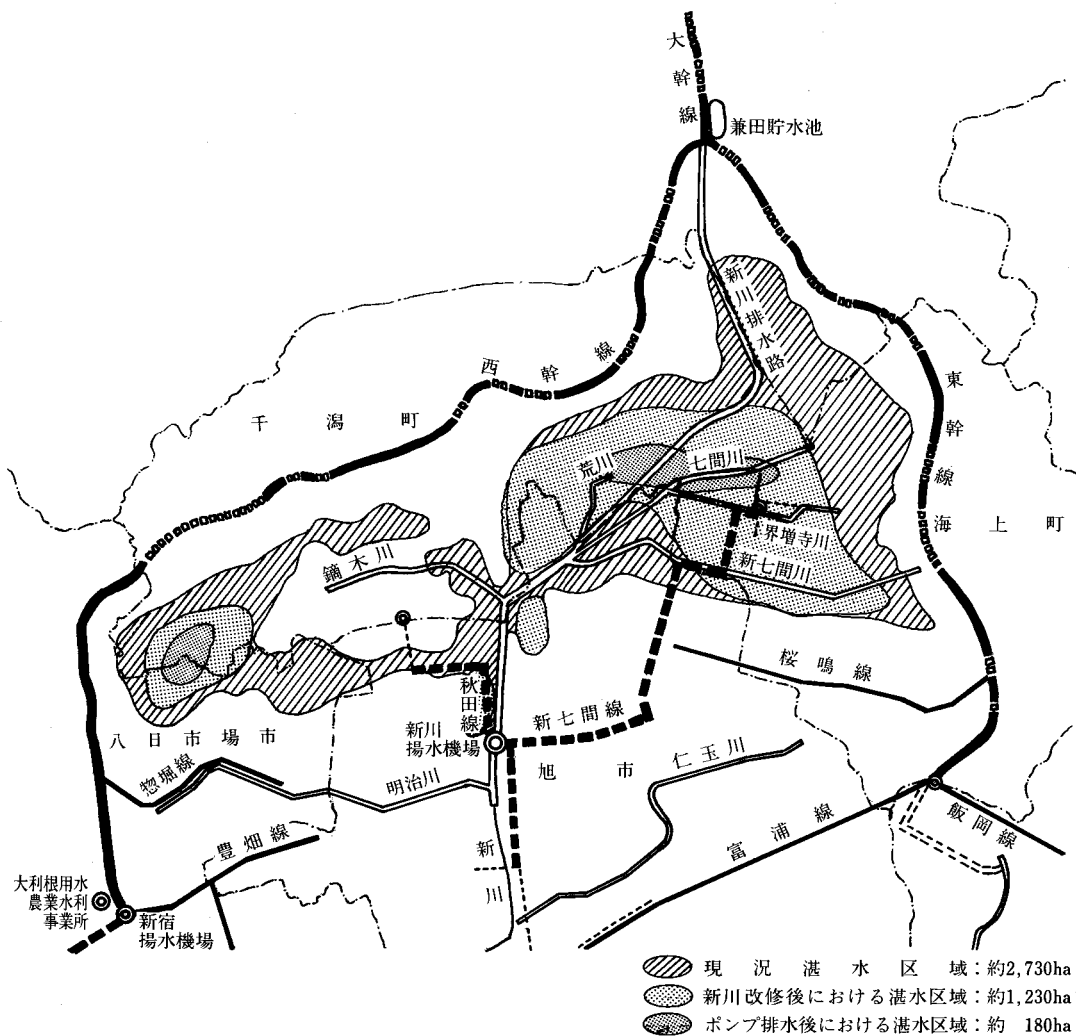 大幹線
兼田貯水池
新川排水路
西幹線
東幹線
千潟町
荒川
七間川
界増寺川
海上町
新七間川
鏑木川
桜鳴線
秋田線
新川
揚水機場
新七間線
八日市場市
旭市
仁玉川
惣堀線
明治川
飯岡線
富浦線
豊畑線
新川
大利根用水
農業水利
事業所
新宿
揚水機場
現況湛水区域:約2,730ha
新川改修後における湛水区域:約1,230ha
ポンプ排水後における湛水区域:約 180ha